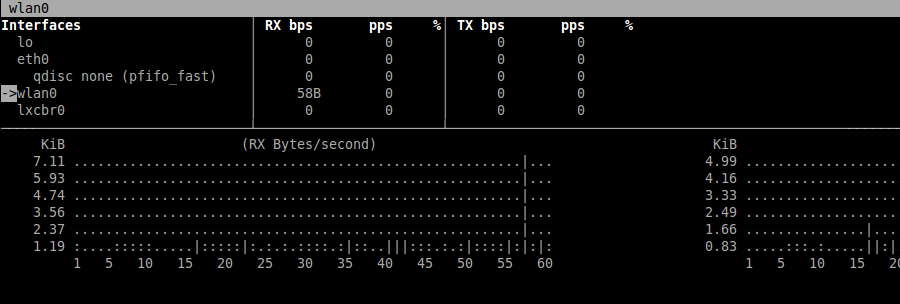 wlan0
Interfaces RX bps pps % TX bps pps %
lo 0 0 0 0
eth0 0 0 0 0
qdisc none (pfifo_fast) 0 0 0 0
->wlan0 58B 0 0 0
lxcbr0 0 0 0 0
KiB (RX Bytes/second) KiB
7.11 .......................................................|... 4.99 ...................
5.93 .......................................................|... 4.16 ...................
4.74 .......................................................|... 3.33 ...................
3.56 .......................................................|... 2.49 ...................
2.37 .......................................................|... 1.66 ...............|...
1.19 :....:::::.....|:::::|:.:.:.::::.:|::..|||:::.:.|::::|:|:|: 0.83 .....:::.:.....||:|
1 5 10 15 20 25 30 35 40 45 50 55 60 1 5 10 15 20